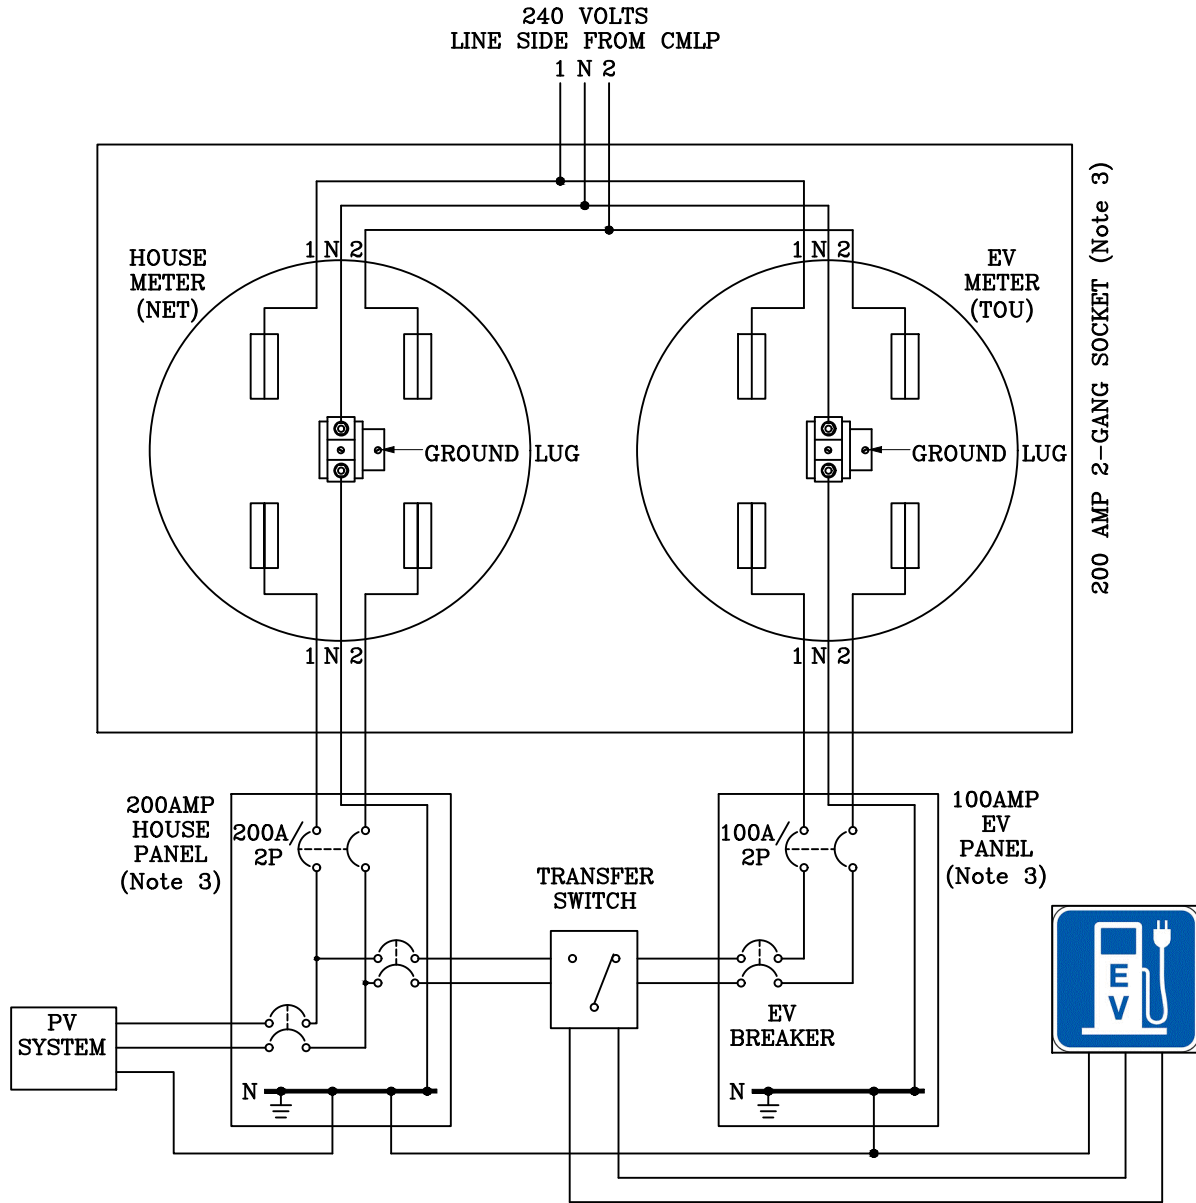 240 VOLTS
LINE SIDE FROM CMLP
1 N 2
HOUSE
METER
(NET)
1 N 2
1 N 2
EV
METER
(TOU)
200 AMP 2-GANG SOCKET (Note 3)
GROUND LUG
GROUND LUG
1 N 2
1 N 2
200AMP
HOUSE
PANEL
(Note 3)
200A
2P
100A
2P
100AMP
EV
PANEL
(Note 3)
TRANSFER
SWITCH
EV
BREAKER
E
V
PV
SYSTEM
N
N